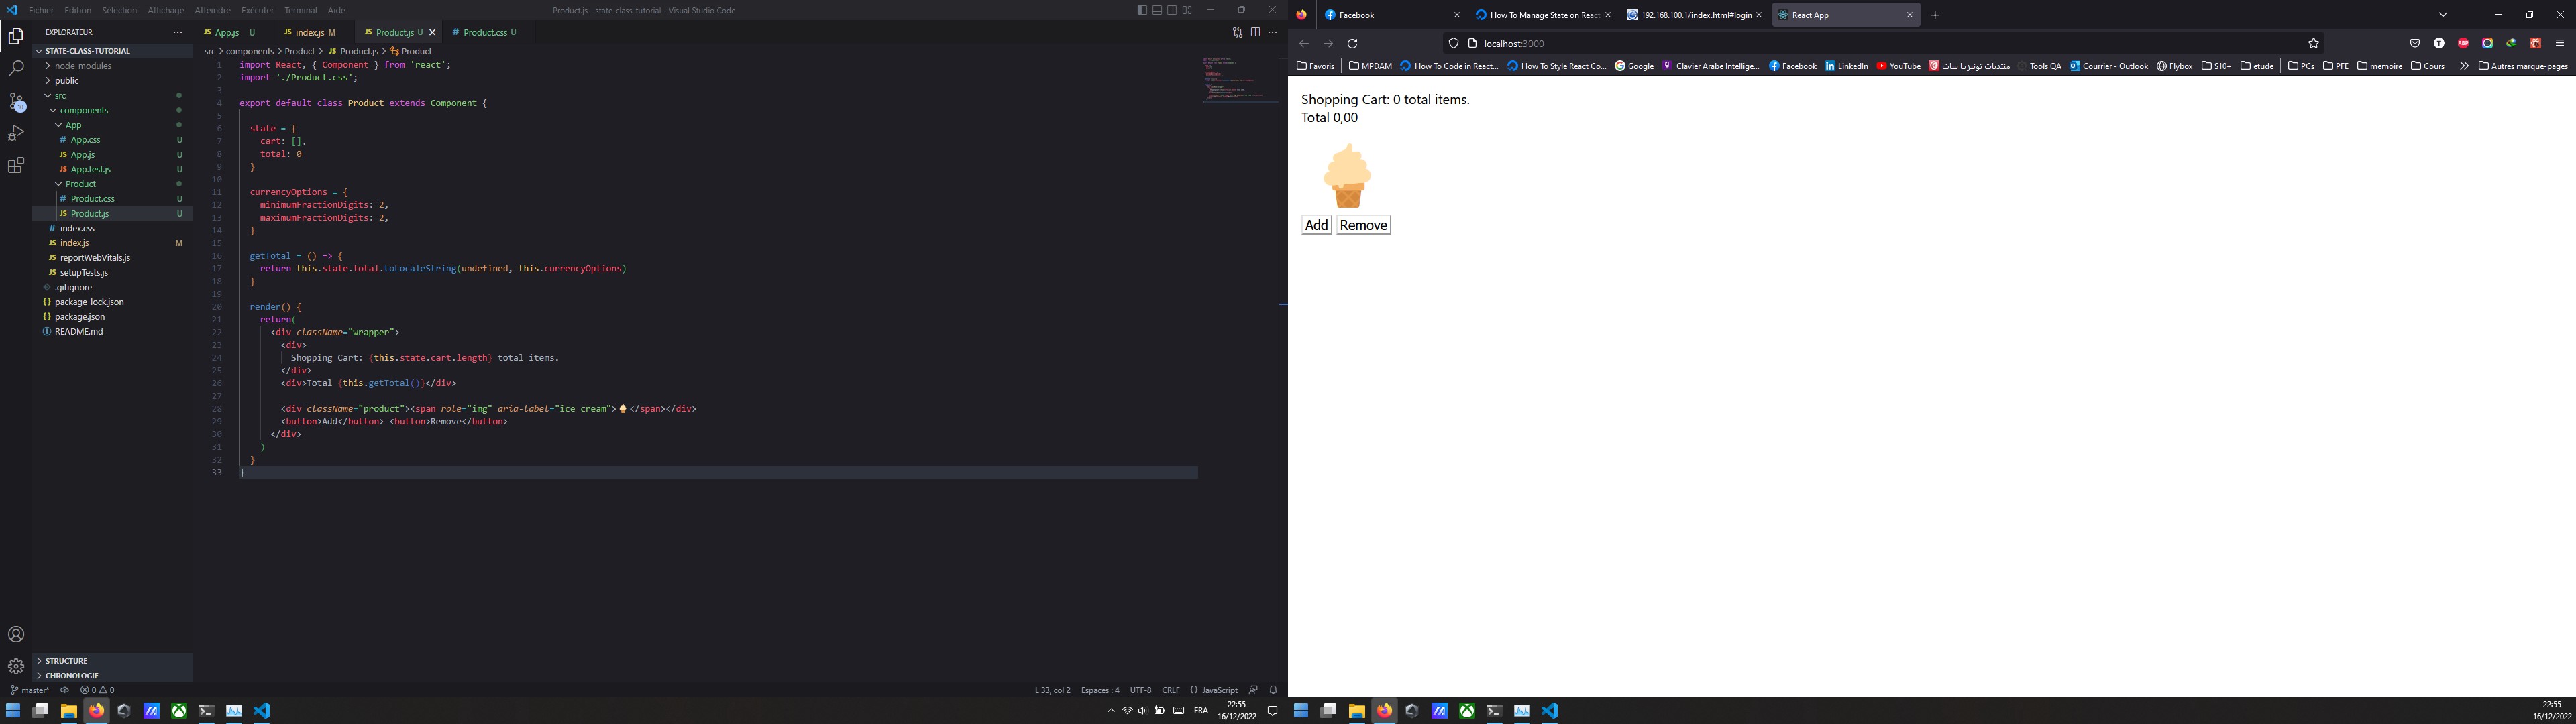 Fichier Edition Sélection Affichage Atteindre Exécuter Terminal Aide
Product.js - state-class-tutorial - Visual Studio Code
EXPLORATEUR
STATE-CLASS-TUTORIAL
node_modules
public
src
components
App
App.css U
App.js U
App.test.js U
Product
Product.css U
Product.js U
index.css
index.js M
reportWebVitals.js
setupTests.js
.gitignore
package-lock.json
package.json
README.md
STRUCTURE
CHRONOLOGIE
10
App.js U index.js M Product.js U Product.css U
src > components > Product > Product.js > Product
1 import React, { Component } from 'react';
2 import './Product.css';
3
4 export default class Product extends Component {
5
6 state = {
7 cart: [],
8 total: 0
9 }
10
11 currencyOptions = {
12 minimumFractionDigits: 2,
13 maximumFractionDigits: 2,
14 }
15
16 getTotal = () => {
17 return this.state.total.toLocaleString(undefined, this.currencyOptions)
18 }
19
20 render() {
21 return(
22 <div className="wrapper">
23 <div>
24 Shopping Cart: {this.state.cart.length} total items.
25 </div>
26 <div>Total {this.getTotal()}</div>
27
28 <div className="product"><span role="img" aria-label="ice cream">🍦</span></div>
29 <button>Add</button> <button>Remove</button>
30 </div>
31 )
32 }
33 }
master* 0 0
L 33, col 2 Espaces : 4 UTF-8 CRLF {} JavaScript
FRA 22:55
16/12/2022
Facebook
How To Manage State on React
192.168.100.1/index.html#login
React App
localhost:3000
ABP
Favoris MPDAM How To Code in React... How To Style React Co... Google Clavier Arabe Intellige... Facebook LinkedIn YouTube منتديات تونيزيا سات Tools QA Courrier - Outlook Flybox S10+ etude PCs PFE memoire Cours Autres marque-pages
Shopping Cart: 0 total items.
Total 0,00
Add Remove
22:55
16/12/2022